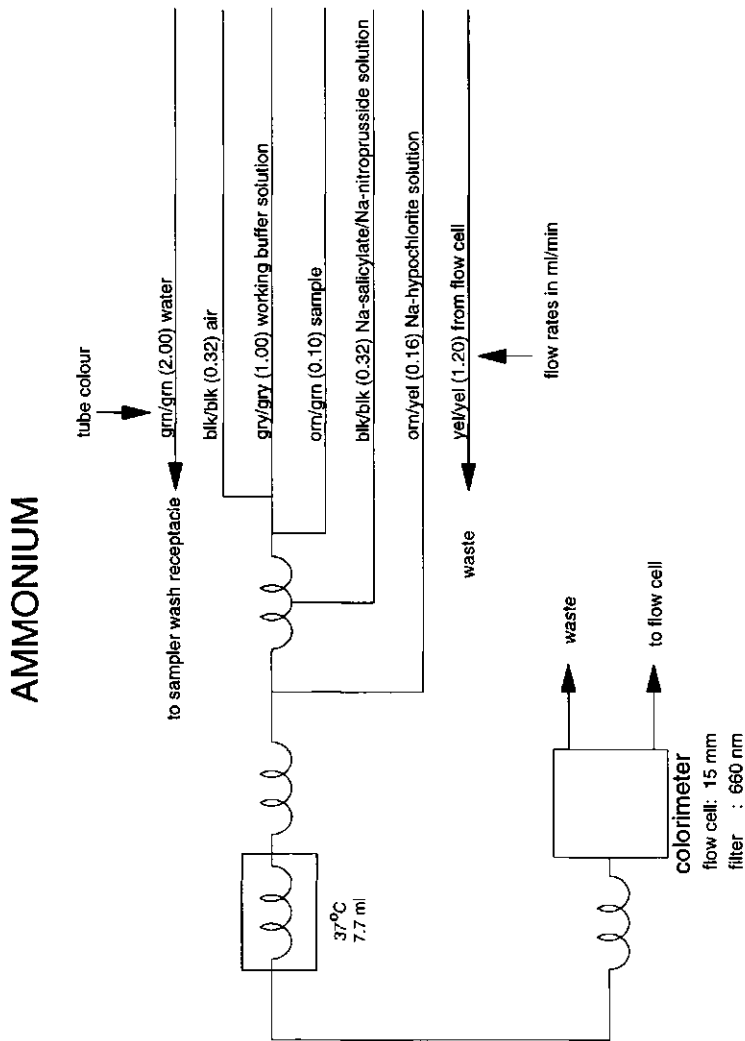 AMMONIUM
tube colour
grn/grn (2.00) water
to sampler wash receptacle
blk/blk (0.32) air
gry/gry (1.00) working buffer solution
orn/grn (0.10) sample
blk/blk (0.32) Na-salicylate/Na-nitroprusside solution
orn/yel (0.16) Na-hypochlorite solution
yel/yel (1.20) from flow cell
waste
flow rates in ml/min
37°C
7.7 ml
waste
to flow cell
colorimeter
flow cell: 15 mm
filter : 660 nm